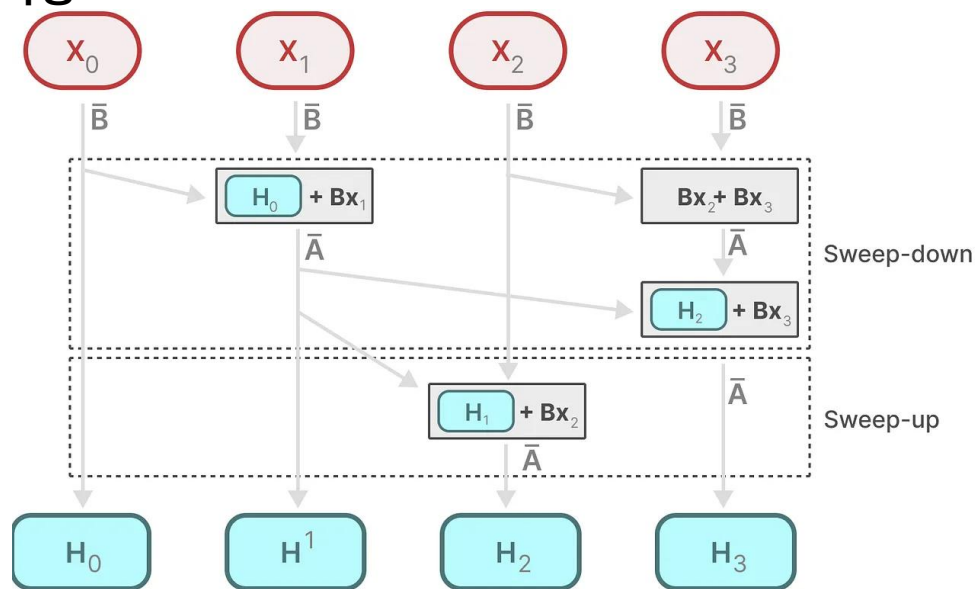 X₀ X₁ X₂ X₃
B̅ B̅ B̅ B̅
H₀ + Bx₁ Bx₂+ Bx₃
A̅ A̅
Sweep-down
H₂ + Bx₃
A̅
H₁ + Bx₂
Sweep-up
A̅
H₀ H¹ H₂ H₃